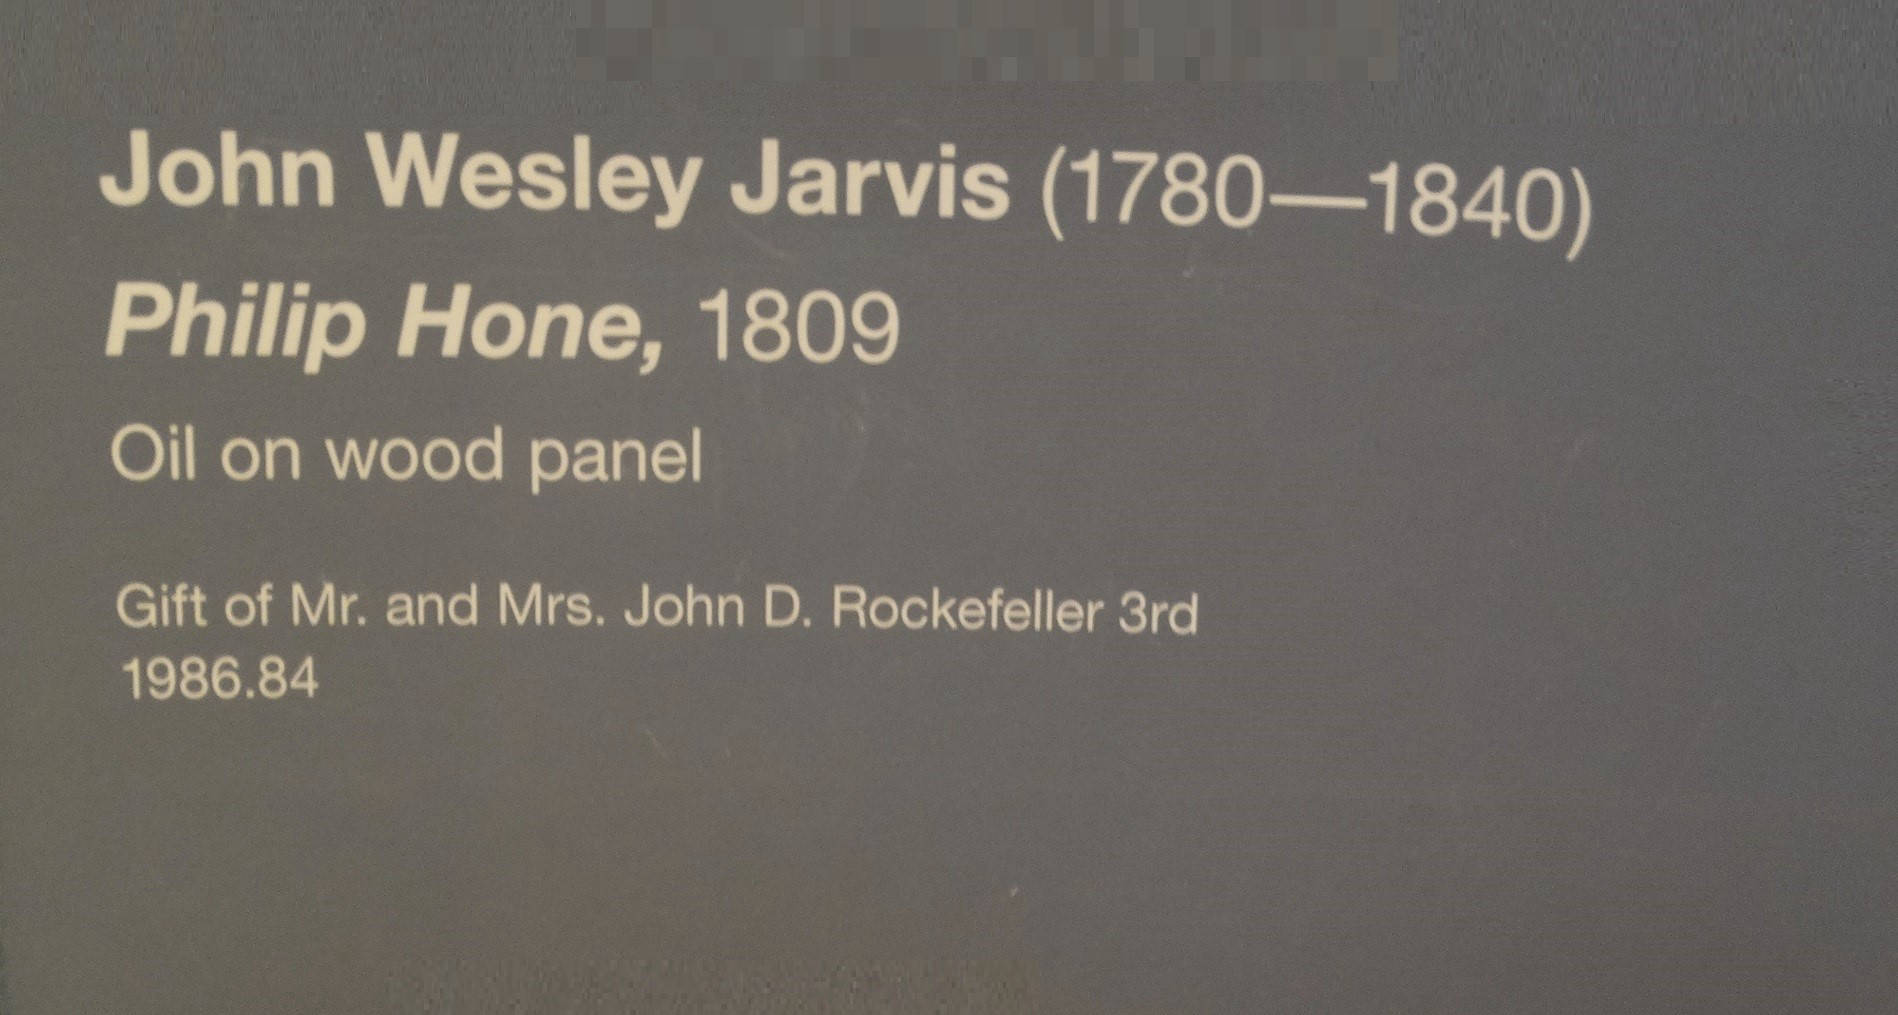 John Wesley Jarvis (1780—1840)
Philip Hone, 1809
Oil on wood panel
Gift of Mr. and Mrs. John D. Rockefeller 3rd
1986.84